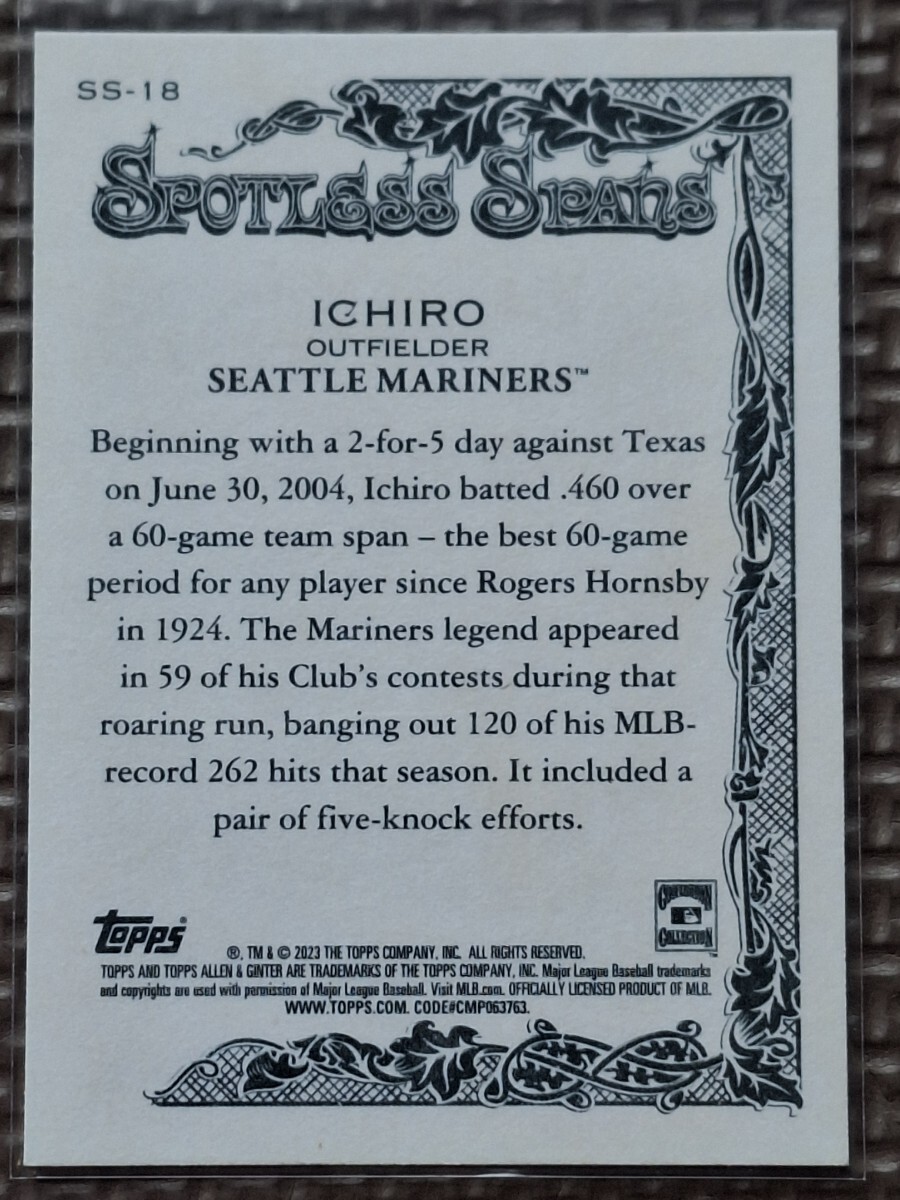 SS-18
SPOTLESS SPANS
ICHIRO
OUTFIELDER
SEATTLE MARINERS™
Beginning with a 2-for-5 day against Texas
on June 30, 2004, Ichiro batted .460 over
a 60-game team span – the best 60-game
period for any player since Rogers Hornsby
in 1924. The Mariners legend appeared
in 59 of his Club's contests during that
roaring run, banging out 120 of his MLB-
record 262 hits that season. It included a
pair of five-knock efforts.
COOPERSTOWN
COLLECTION™
topps®
®, TM & © 2023 THE TOPPS COMPANY, INC. ALL RIGHTS RESERVED.
TOPPS AND TOPPS ALLEN & GINTER ARE TRADEMARKS OF THE TOPPS COMPANY, INC. Major League Baseball trademarks
and copyrights are used with permission of Major League Baseball. Visit MLB.com. OFFICIALLY LICENSED PRODUCT OF MLB.
WWW.TOPPS.COM. CODE#CMP063763.